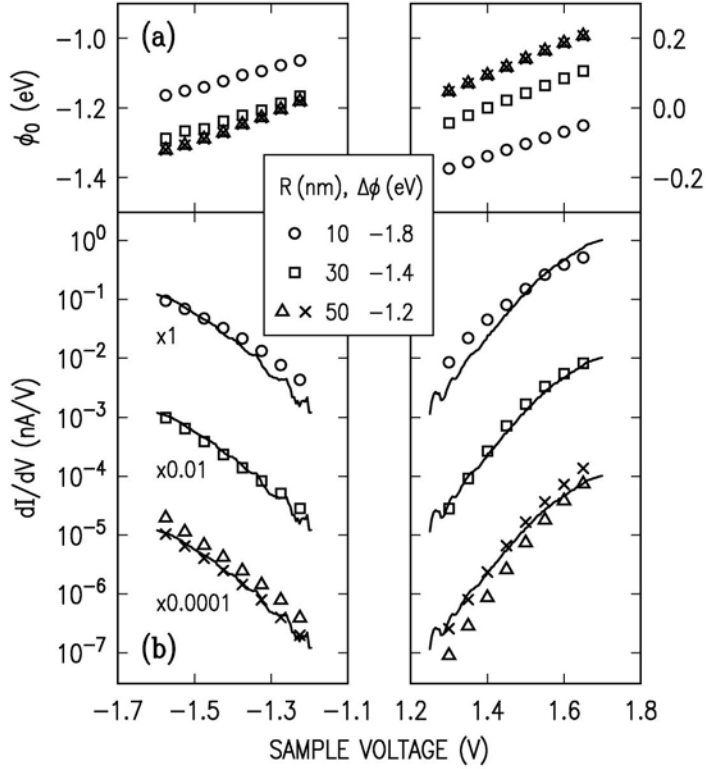 (a)
ϕ₀ (eV)
−1.0
−1.2
−1.4
0.2
0.0
−0.2
R (nm), Δϕ (eV)
○ 10 −1.8
□ 30 −1.4
△ × 50 −1.2
dI/dV (nA/V)
10⁰
10⁻¹
10⁻²
10⁻³
10⁻⁴
10⁻⁵
10⁻⁶
10⁻⁷
x1
x0.01
x0.0001
(b)
−1.7 −1.5 −1.3 −1.1 1.2 1.4 1.6 1.8
SAMPLE VOLTAGE (V)